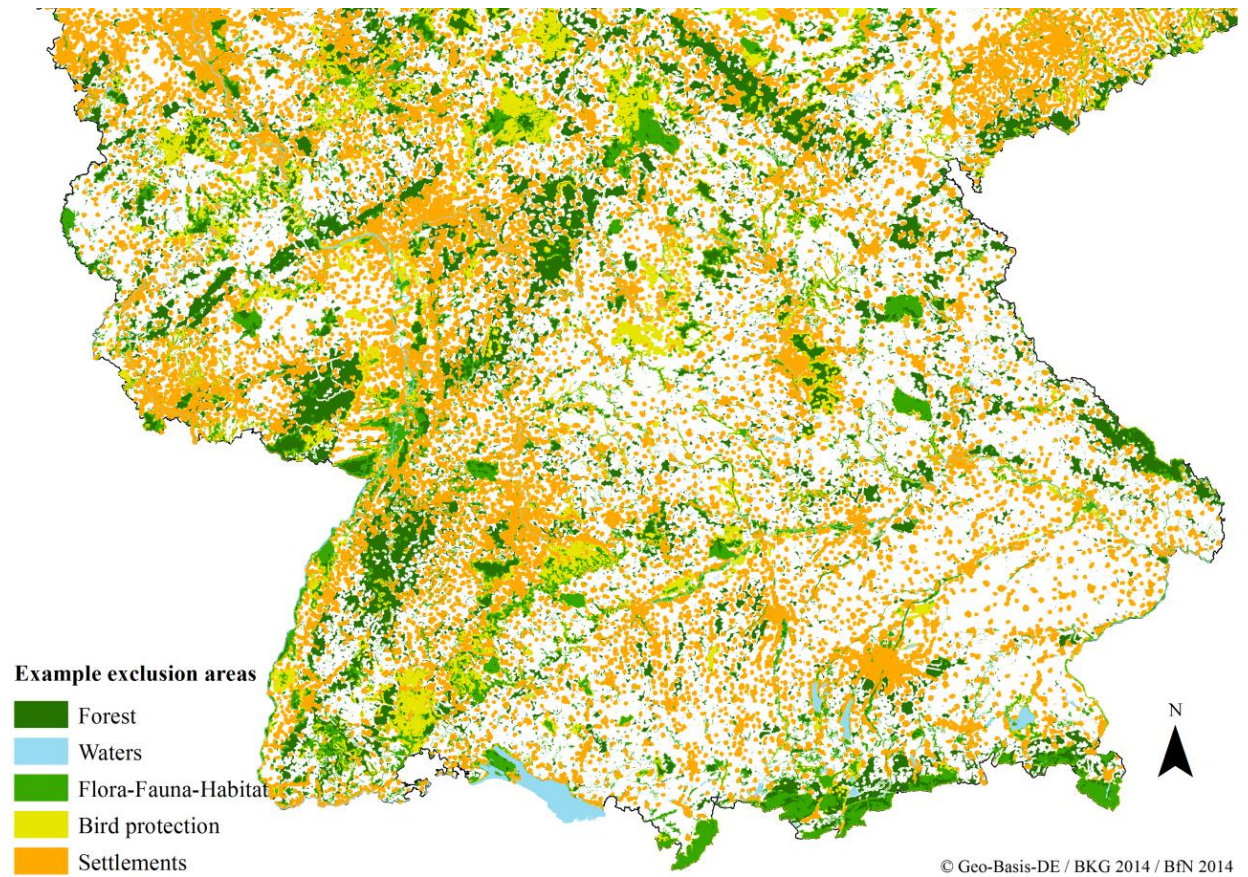 Example exclusion areas
Forest
Waters
Flora-Fauna-Habitat
Bird protection
Settlements
N
© Geo-Basis-DE / BKG 2014 / BfN 2014